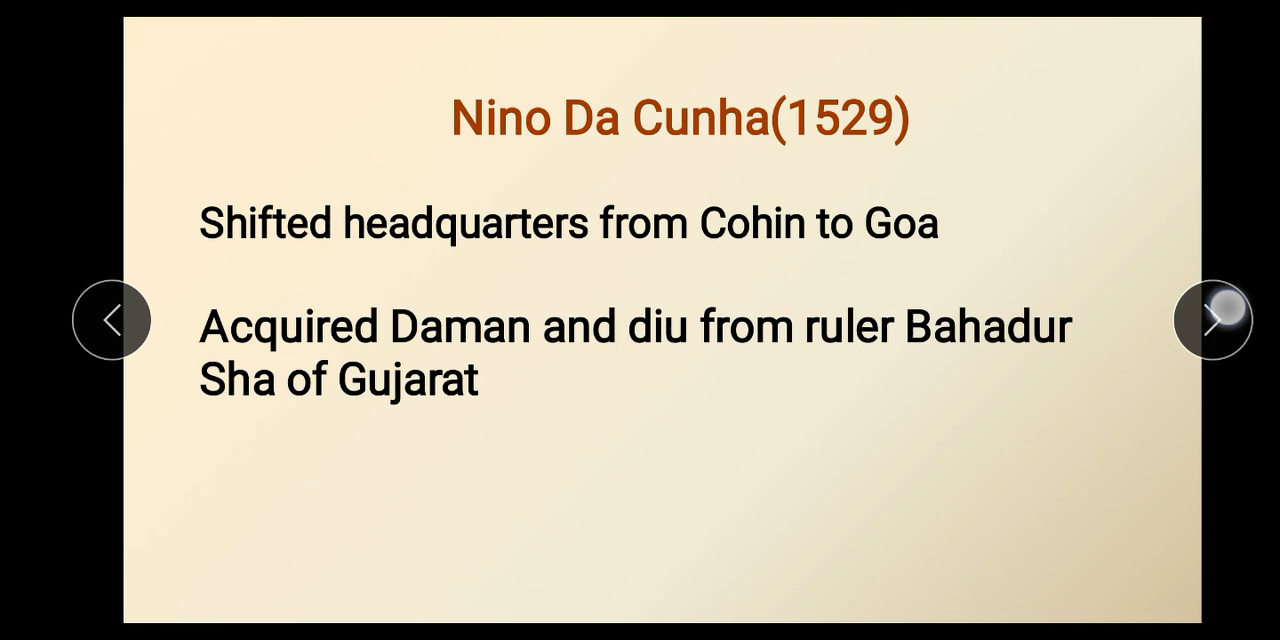 Nino Da Cunha(1529)
Shifted headquarters from Cohin to Goa
Acquired Daman and diu from ruler Bahadur
Sha of Gujarat